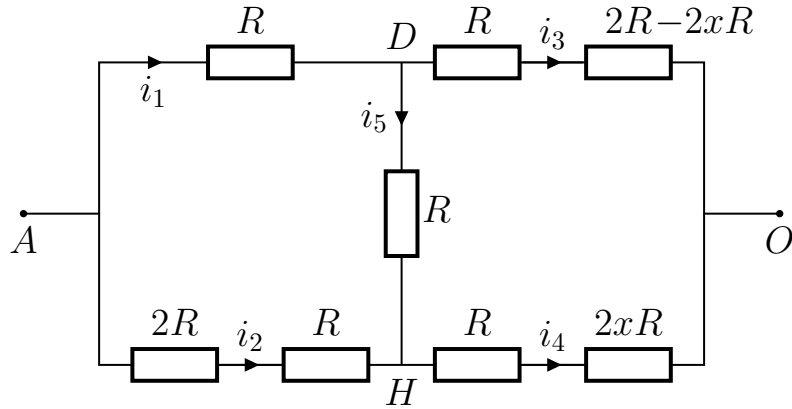 R D R i₃ 2R−2xR
i₁
i₅
R
A O
2R i₂ R R i₄ 2xR
H